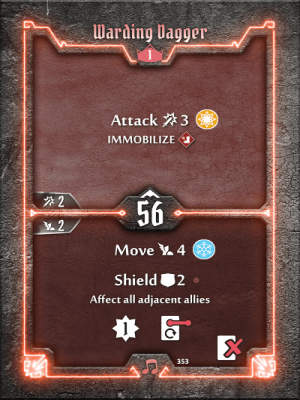 Warding Dagger
1
Attack 3
IMMOBILIZE
2
56
2
Move 4
Shield 2
Affect all adjacent allies
1
353